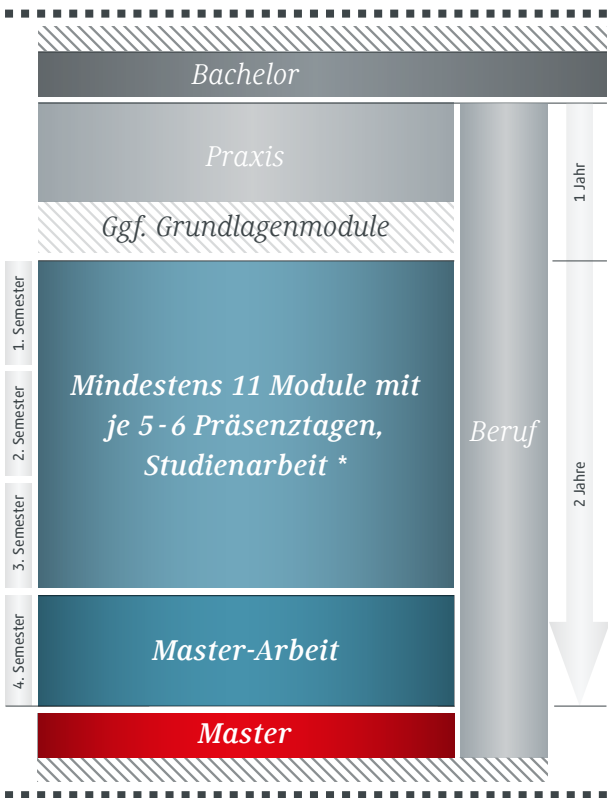 Bachelor
Praxis
1 Jahr
Ggf. Grundlagenmodule
1. Semester
2. Semester
3. Semester
Mindestens 11 Module mit
je 5-6 Präsenztagen,
Studienarbeit *
Beruf
2 Jahre
4. Semester
Master-Arbeit
Master